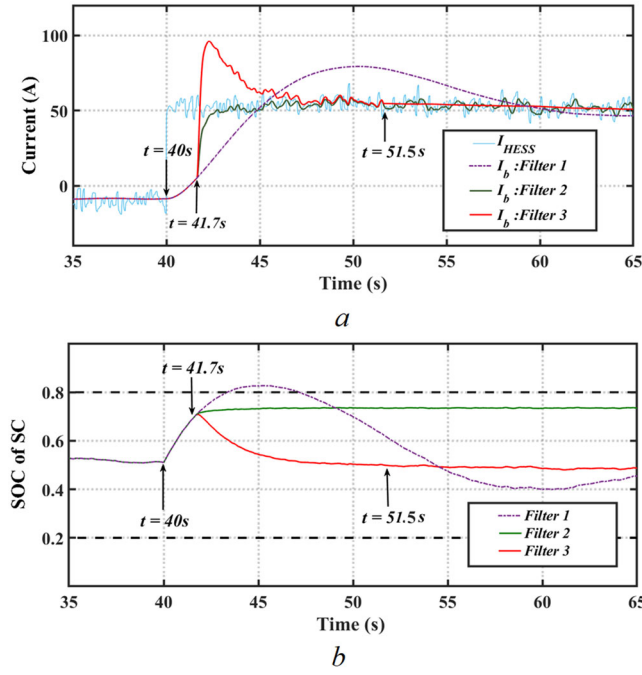 100
50
0
Current (A)
t = 40s
t = 41.7s
t = 51.5s
I_HESS
I_b :Filter 1
I_b :Filter 2
I_b :Filter 3
35 40 45 50 55 60 65
Time (s)
a
0.8
0.6
0.4
0.2
0
SOC of SC
t = 41.7s
t = 40s
t = 51.5s
Filter 1
Filter 2
Filter 3
35 40 45 50 55 60 65
Time (s)
b